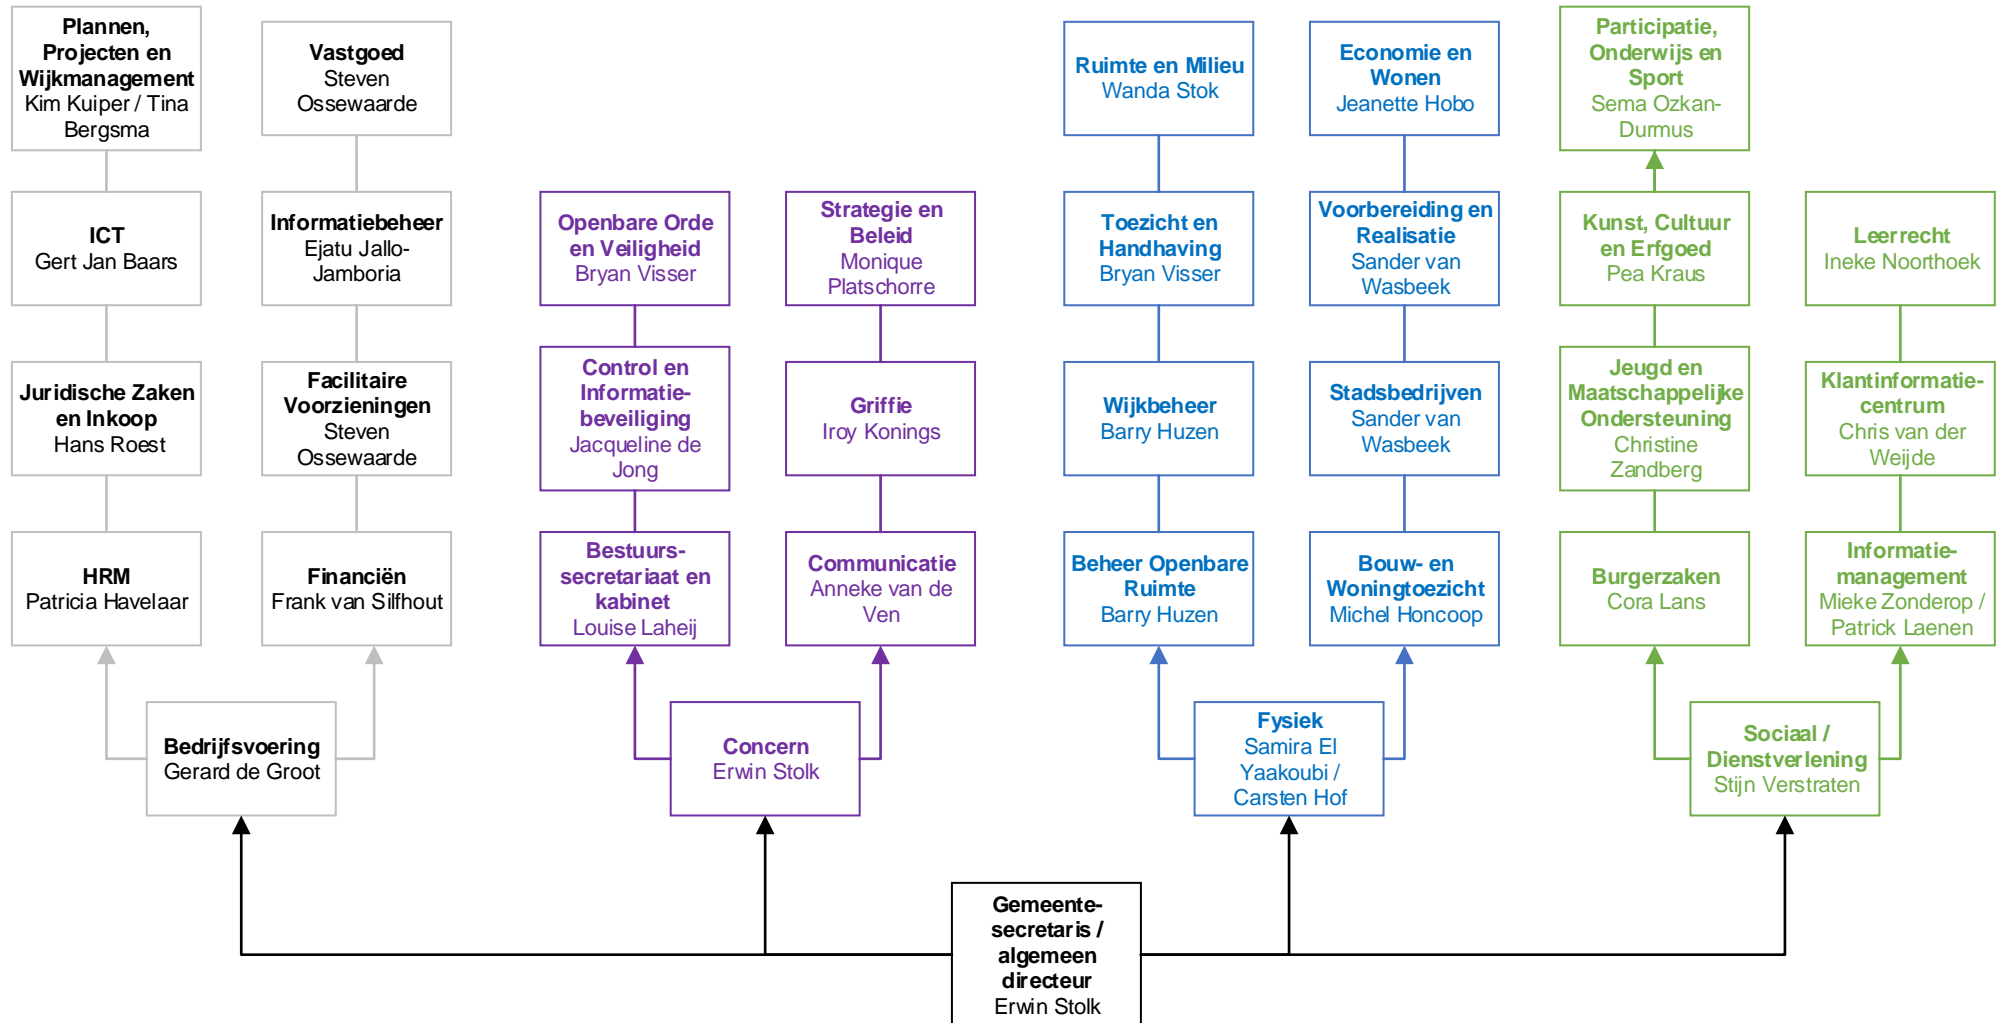 Plannen,
Projecten en
Wijkmanagement
Kim Kuiper / Tina
Bergsma
Vastgoed
Steven
Ossewaarde
Ruimte en Milieu
Wanda Stok
Economie en
Wonen
Jeanette Hobo
Participatie,
Onderwijs en
Sport
Sema Ozkan-
Durmus
ICT
Gert Jan Baars
Informatiebeheer
Ejatu Jallo-
Jamboria
Openbare Orde
en Veiligheid
Bryan Visser
Strategie en
Beleid
Monique
Platschorre
Toezicht en
Handhaving
Bryan Visser
Voorbereiding en
Realisatie
Sander van
Wasbeek
Kunst, Cultuur
en Erfgoed
Pea Kraus
Leerrecht
Ineke Noorthoek
Juridische Zaken
en Inkoop
Hans Roest
Facilitaire
Voorzieningen
Steven
Ossewaarde
Control en
Informatie-
beveiliging
Jacqueline de
Jong
Griffie
Iroy Konings
Wijkbeheer
Barry Huzen
Stadsbedrijven
Sander van
Wasbeek
Jeugd en
Maatschappelijke
Ondersteuning
Christine
Zandberg
Klantinformatie-
centrum
Chris van der
Weijde
HRM
Patricia Havelaar
Financiën
Frank van Silfhout
Bestuurs-
secretariaat en
kabinet
Louise Laheij
Communicatie
Anneke van de
Ven
Beheer Openbare
Ruimte
Barry Huzen
Bouw- en
Woningtoezicht
Michel Honcoop
Burgerzaken
Cora Lans
Informatie-
management
Mieke Zonderop /
Patrick Laenen
Bedrijfsvoering
Gerard de Groot
Concern
Erwin Stolk
Fysiek
Samira El
Yaakoubi /
Carsten Hof
Sociaal /
Dienstverlening
Stijn Verstraten
Gemeente-
secretaris /
algemeen
directeur
Erwin Stolk